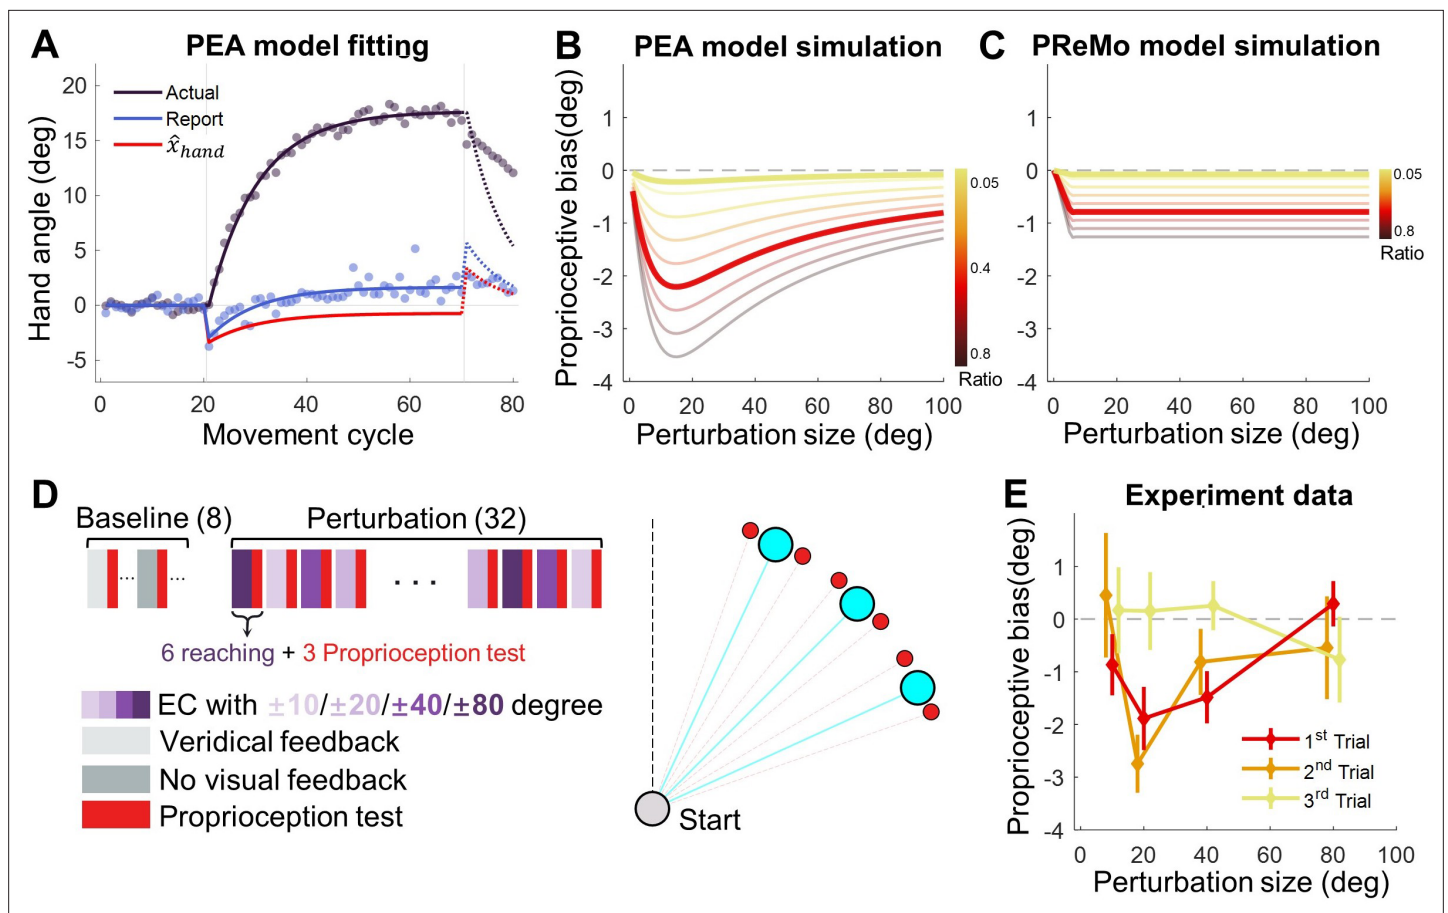 A
PEA model fitting
Hand angle (deg)
20
15
10
5
0
-5
Actual
Report
x̂hand
0
20
40
60
80
Movement cycle
B
PEA model simulation
Proprioceptive bias(deg)
1
0
-1
-2
-3
-4
0
20
40
60
80
100
Perturbation size (deg)
0.05
0.4
0.8
Ratio
C
PReMo model simulation
1
0
-1
-2
-3
-4
0
20
40
60
80
100
Perturbation size (deg)
0.05
0.8
Ratio
D
Baseline (8)
Perturbation (32)
...
...
. . .
6 reaching + 3 Proprioception test
EC with ±10/±20/±40/±80 degree
Veridical feedback
No visual feedback
Proprioception test
Start
E
Experiment data
Proprioceptive bias(deg)
1
0
-1
-2
-3
-4
1st Trial
2nd Trial
3rd Trial
0
20
40
60
80
100
Perturbation size (deg)